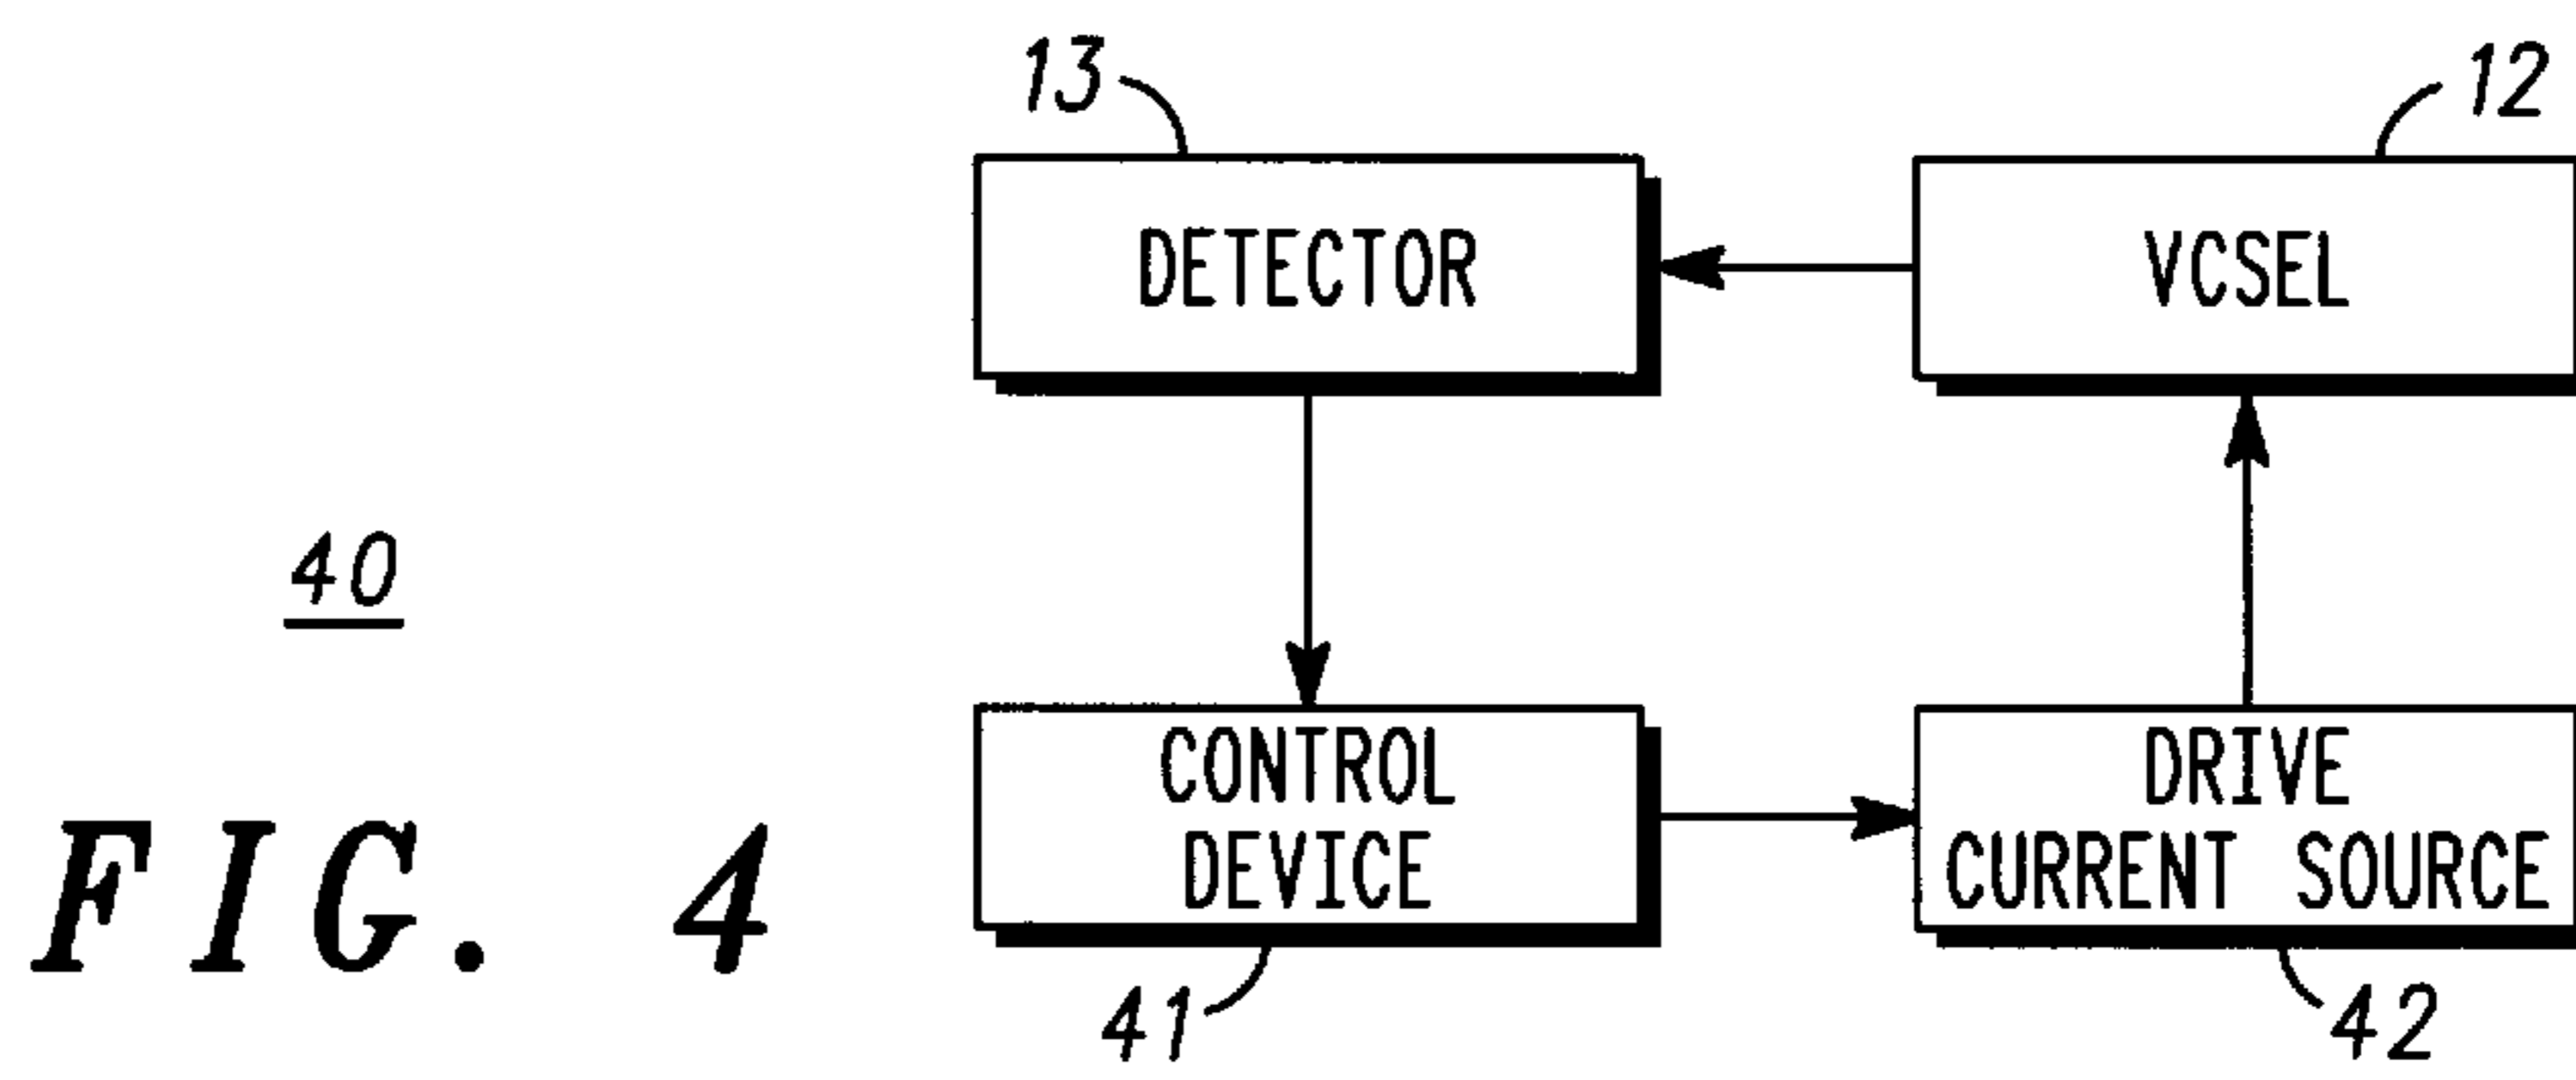 13
12
DETECTOR
VCSEL
40
CONTROL
DEVICE
DRIVE
CURRENT SOURCE
FIG. 4
41
42